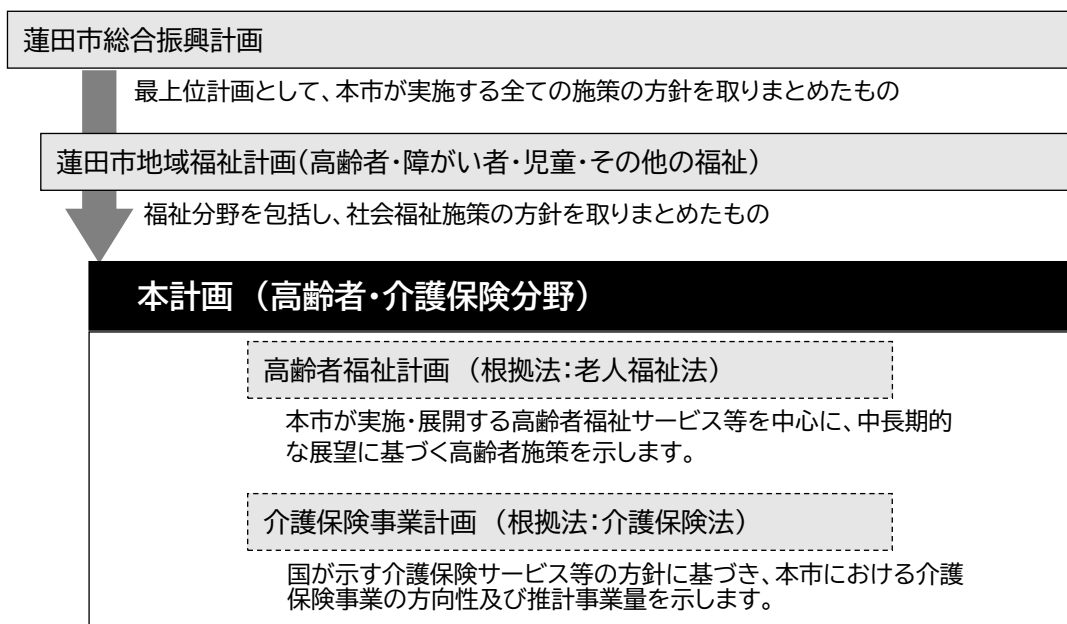 蓮田市総合振興計画
最上位計画として、本市が実施する全ての施策の方針を取りまとめたもの
蓮田市地域福祉計画(高齢者・障がい者・児童・その他の福祉)
福祉分野を包括し、社会福祉施策の方針を取りまとめたもの
本計画 (高齢者・介護保険分野)
高齢者福祉計画 (根拠法:老人福祉法)
本市が実施・展開する高齢者福祉サービス等を中心に、中長期的
な展望に基づく高齢者施策を示します。
介護保険事業計画 (根拠法:介護保険法)
国が示す介護保険サービス等の方針に基づき、本市における介護
保険事業の方向性及び推計事業量を示します。